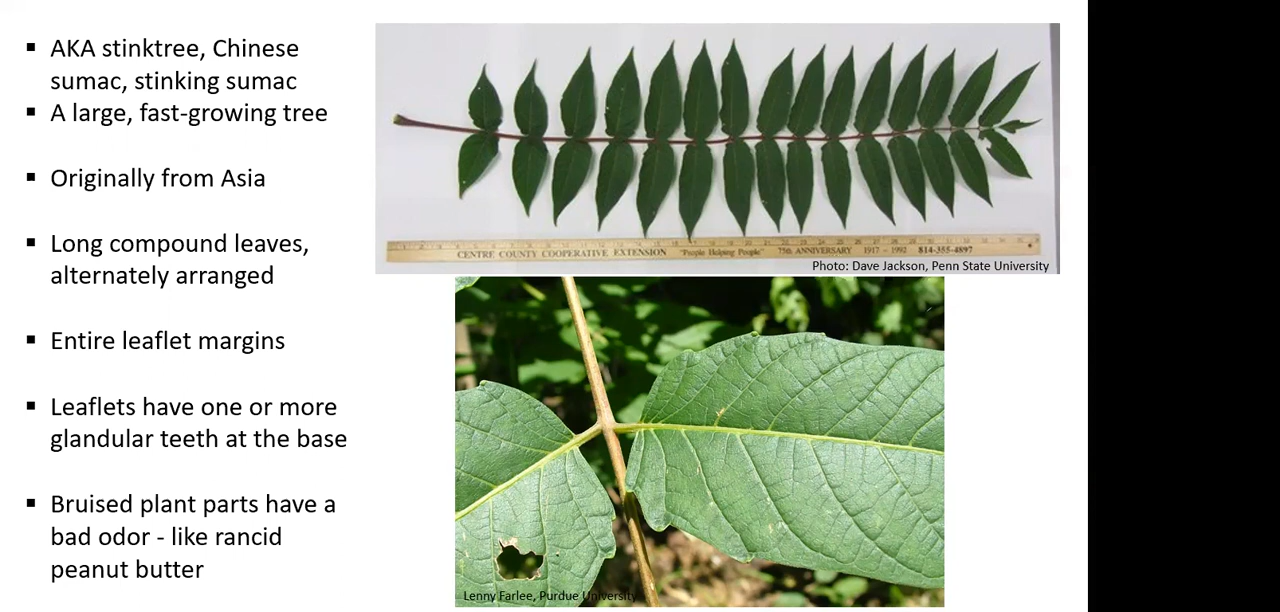 ▪ AKA stinktree, Chinese
sumac, stinking sumac
▪ A large, fast-growing tree
▪ Originally from Asia
▪ Long compound leaves,
alternately arranged
▪ Entire leaflet margins
▪ Leaflets have one or more
glandular teeth at the base
▪ Bruised plant parts have a
bad odor - like rancid
peanut butter
CENTRE COUNTY COOPERATIVE EXTENSION "People Helping People" 75th ANNIVERSARY 1917 - 1992 814-355-4897
Photo: Dave Jackson, Penn State University
Lenny Farlee, Purdue University